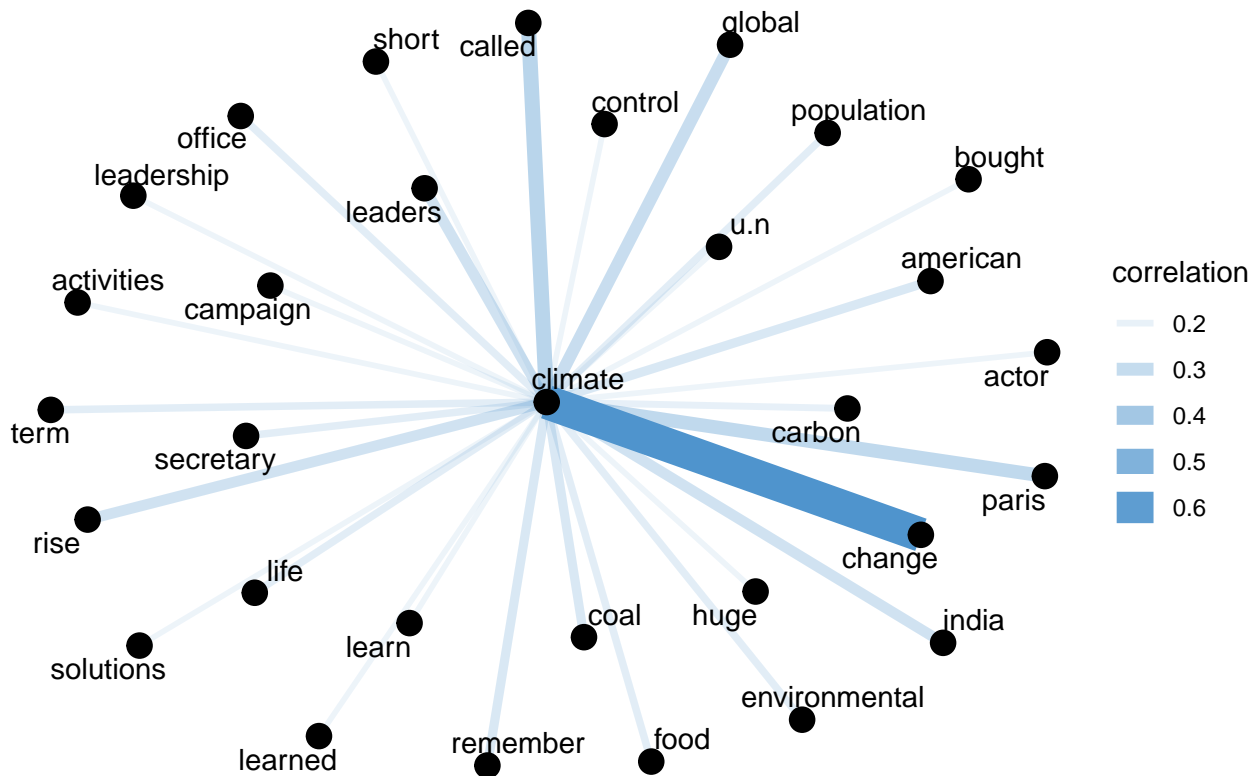 global
called
short
control
population
office
bought
leadership
leaders
u.n
american
correlation
activities
campaign
0.2
0.3
climate
actor
0.4
term
carbon
secretary
0.5
paris
0.6
rise
change
life
coal
huge
india
learn
solutions
environmental
remember
food
learned